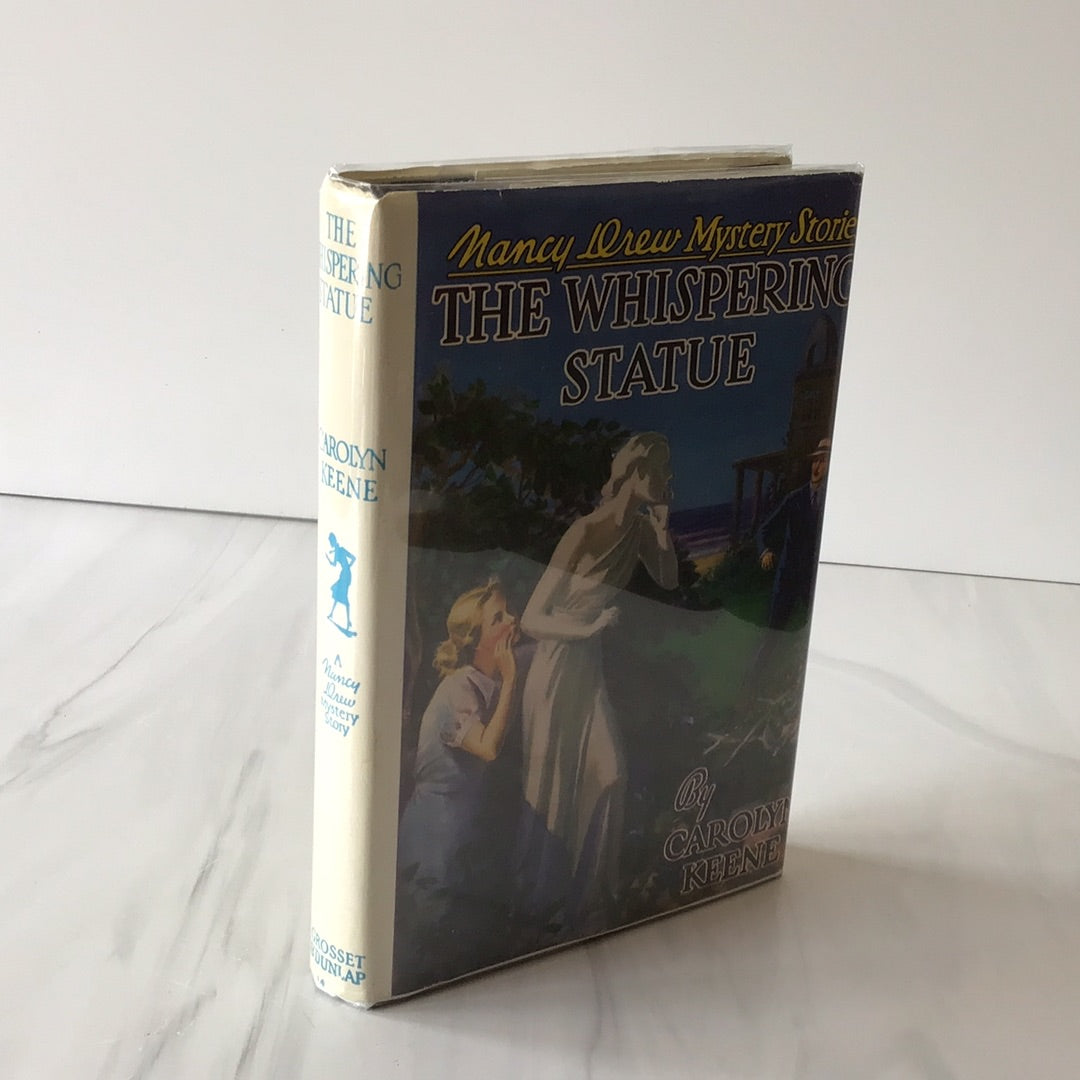 THE
WHISPERING
STATUE
CAROLYN
KEENE
A
Nancy
Drew
Mystery
Story
GROSSET
& DUNLAP
Nancy Drew Mystery Storie
THE WHISPERING
STATUE
By
CAROLYN
KEENE